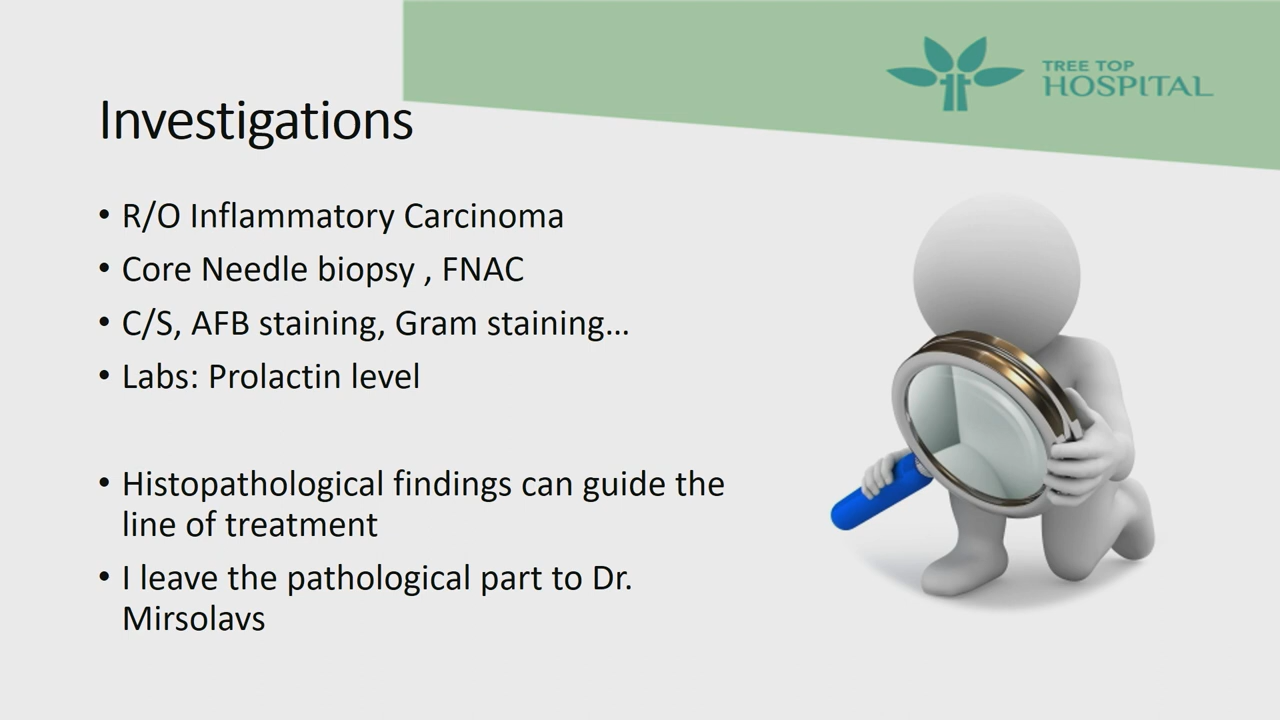 TREE TOP
HOSPITAL
Investigations
• R/O Inflammatory Carcinoma
• Core Needle biopsy , FNAC
• C/S, AFB staining, Gram staining...
• Labs: Prolactin level
• Histopathological findings can guide the
line of treatment
• I leave the pathological part to Dr.
Mirsolavs